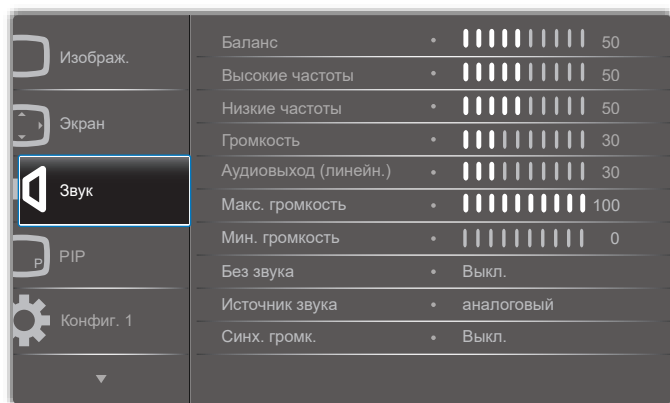 Изображ.
Экран
Звук
P
PIP
Конфиг. 1
Баланс • 50
Высокие частоты • 50
Низкие частоты • 50
Громкость • 30
Аудиовыход (линейн.) • 30
Макс. громкость • 100
Мин. громкость • 0
Без звука • Выкл.
Источник звука • аналоговый
Синх. громк. • Выкл.